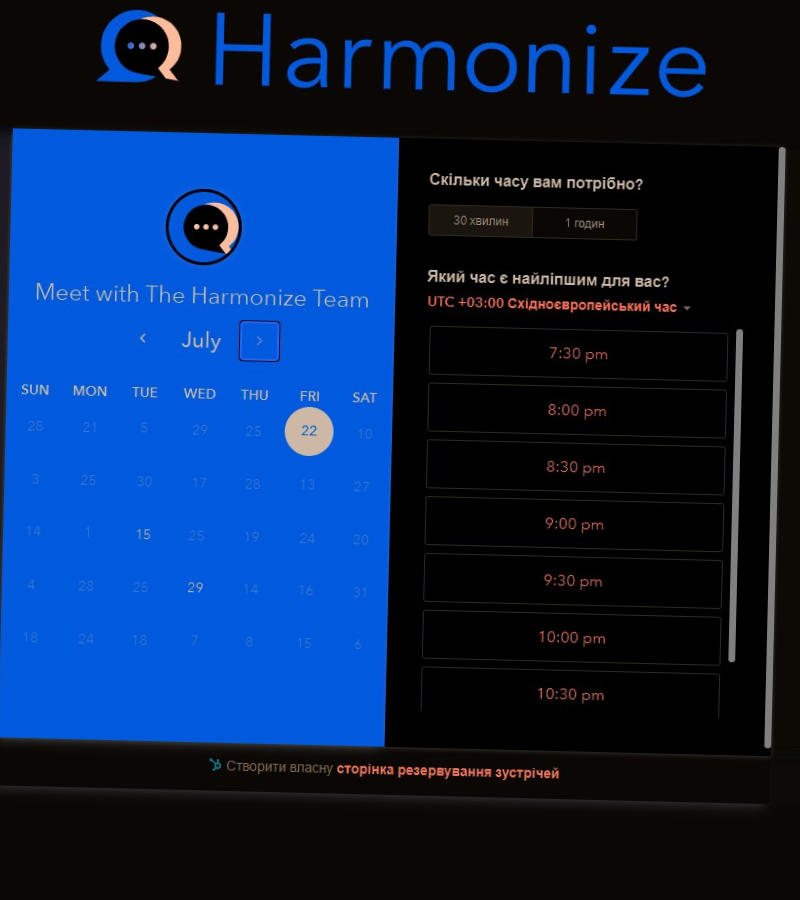 Harmonize
Meet with The Harmonize Team
July
SUN MON TUE WED THU FRI SAT
28 21 5 29 25 22 10
3 25 30 17 28 13 27
14 1 15 25 19 24 20
4 28 25 29 14 16 31
18 24 18 7 8 15 6
Скільки часу вам потрібно?
30 хвилин 1 годин
Який час є найліпшим для вас?
UTC +03:00 Східноєвропейський час
7:30 pm
8:00 pm
8:30 pm
9:00 pm
9:30 pm
10:00 pm
10:30 pm
Створити власну сторінка резервування зустрічей